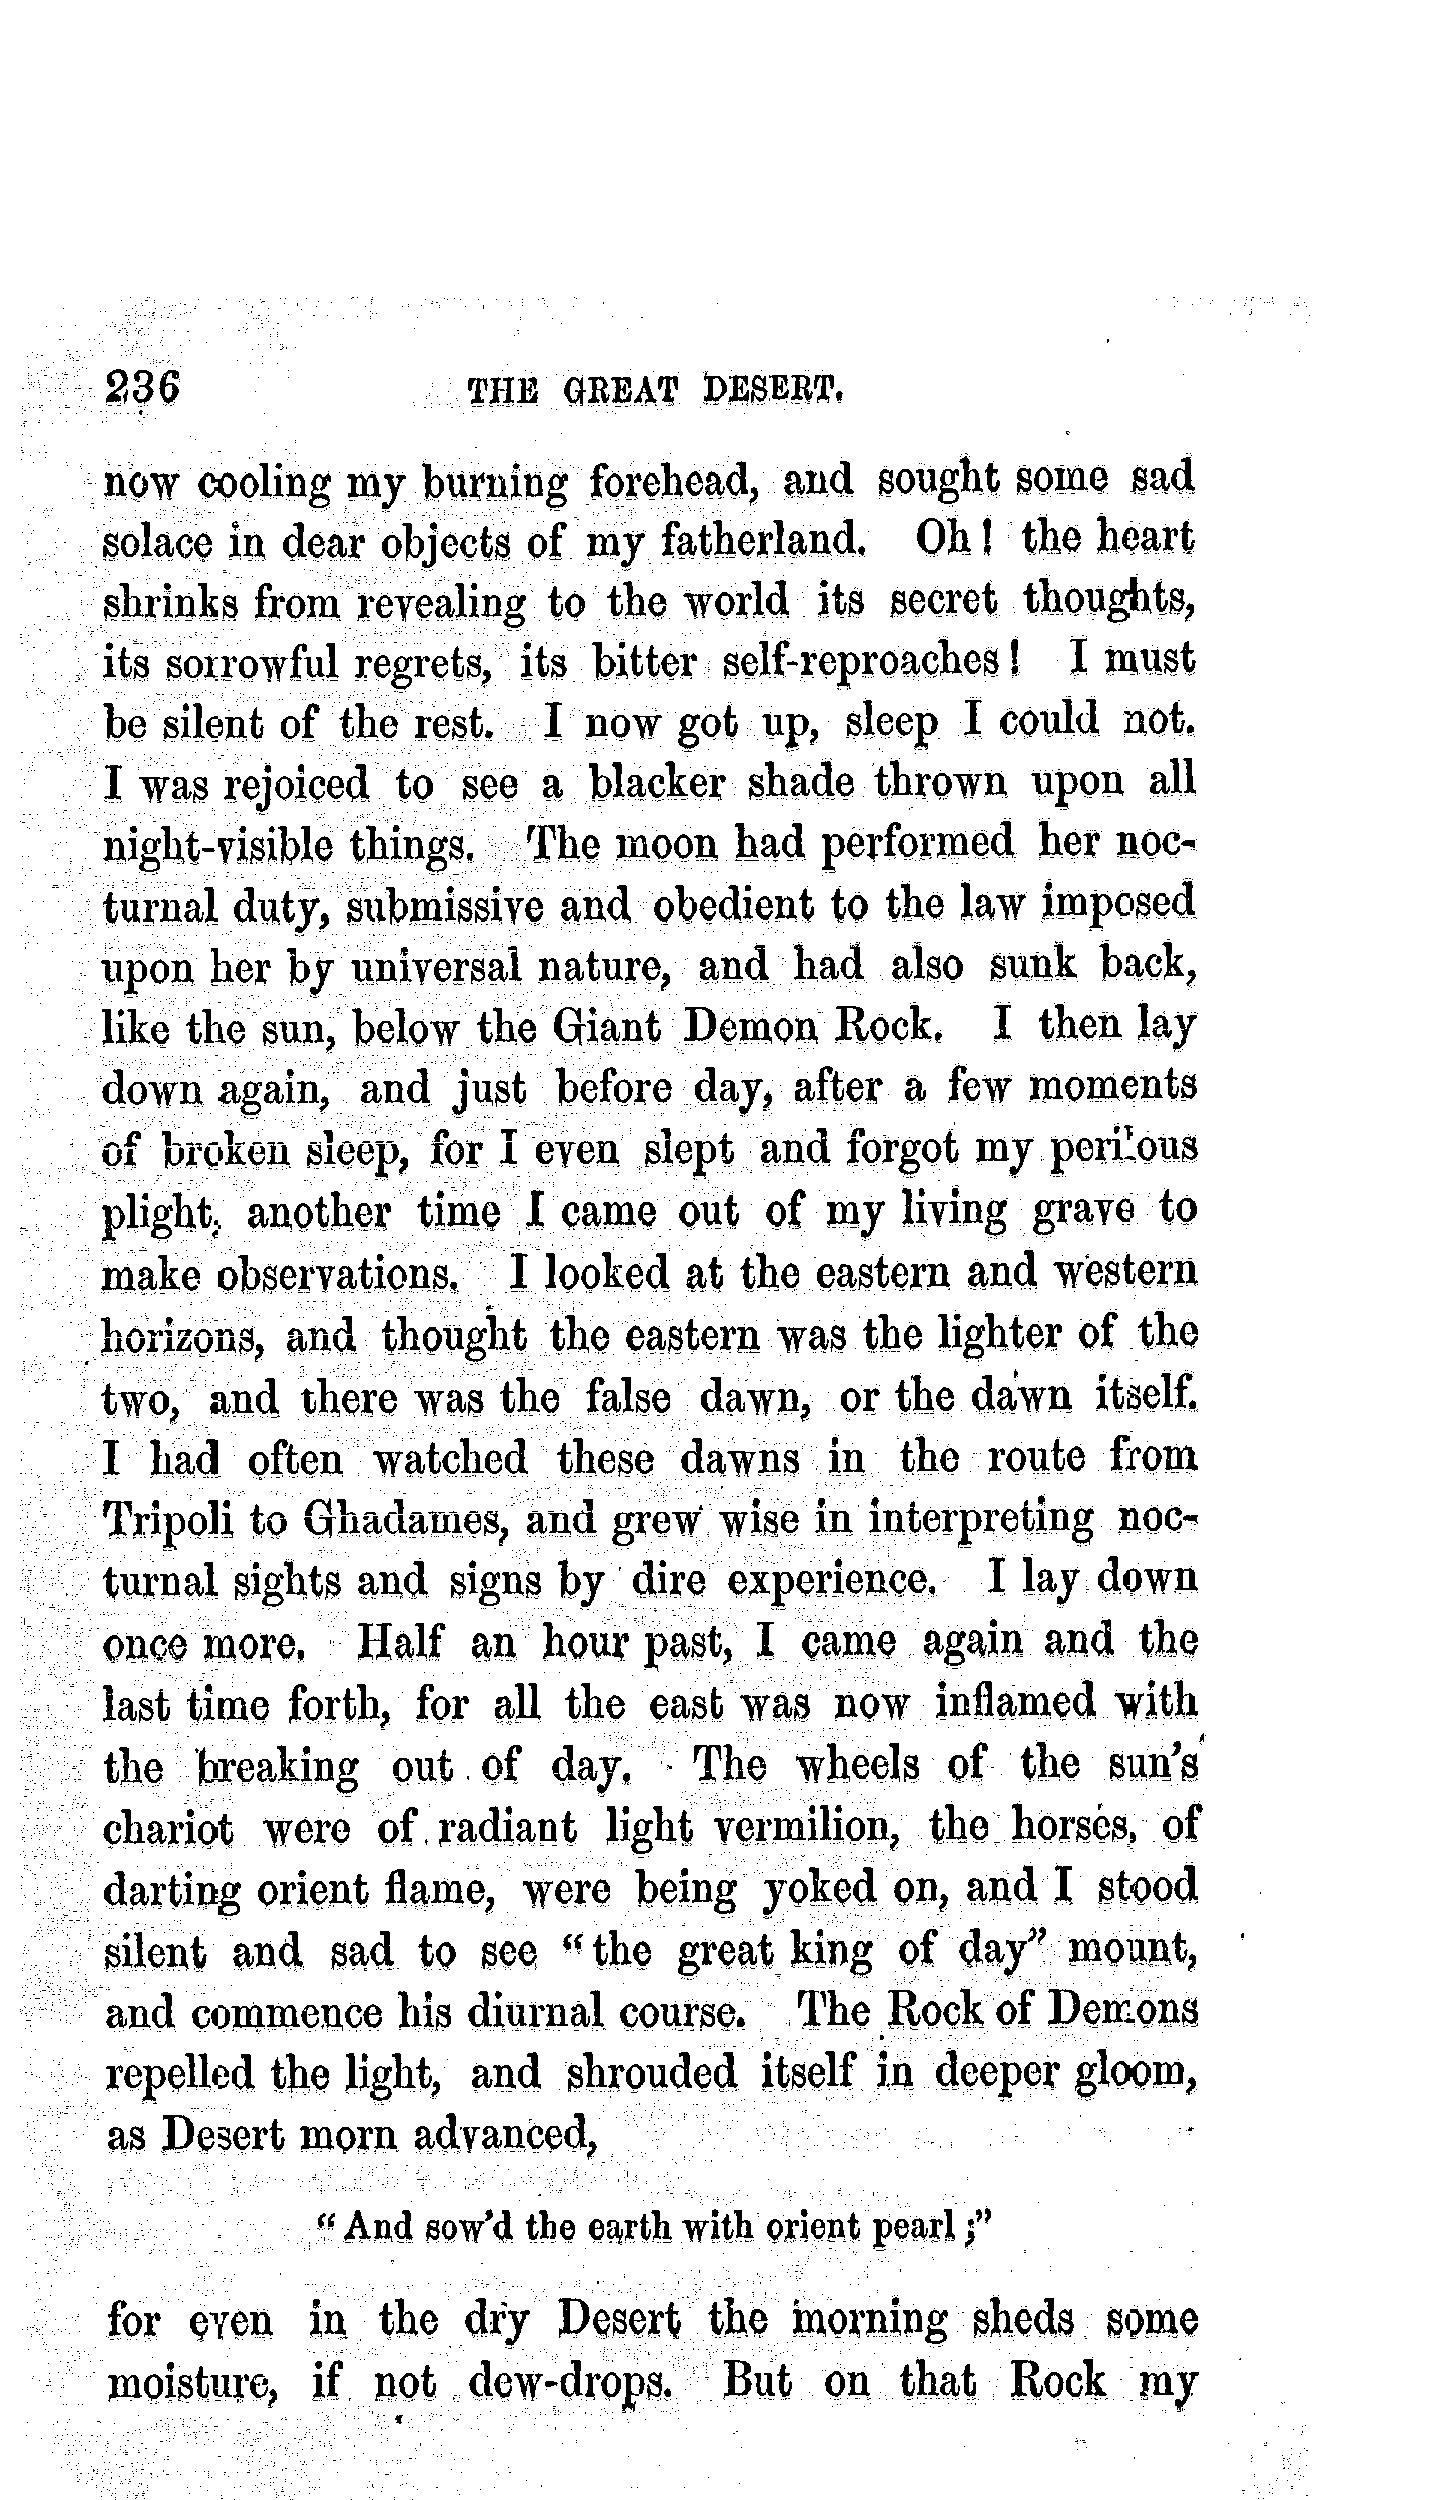 236 THE GREAT DESERT.
now cooling my burning forehead, and sought some sad
solace in dear objects of my fatherland. Oh! the heart
shrinks from revealing to the world its secret thoughts,
its sorrowful regrets, its bitter self-reproaches! I must
be silent of the rest. I now got up, sleep I could not.
I was rejoiced to see a blacker shade thrown upon all
night-visible things. The moon had performed her noc-
turnal duty, submissive and obedient to the law imposed
upon her by universal nature, and had also sunk back,
like the sun, below the Giant Demon Rock. I then lay
down again, and just before day, after a few moments
of broken sleep, for I even slept and forgot my perilous
plight, another time I came out of my living grave to
make observations. I looked at the eastern and western
horizons, and thought the eastern was the lighter of the
two, and there was the false dawn, or the dawn itself.
I had often watched these dawns in the route from
Tripoli to Ghadames, and grew wise in interpreting noc-
turnal sights and signs by dire experience. I lay down
once more. Half an hour past, I came again and the
last time forth, for all the east was now inflamed with
the breaking out of day. The wheels of the sun's
chariot were of radiant light vermilion, the horses, of
darting orient flame, were being yoked on, and I stood
silent and sad to see "the great king of day" mount,
and commence his diurnal course. The Rock of Demons
repelled the light, and shrouded itself in deeper gloom,
as Desert morn advanced,
"And sow'd the earth with orient pearl;"
for even in the dry Desert the morning sheds some
moisture, if not dew-drops. But on that Rock my